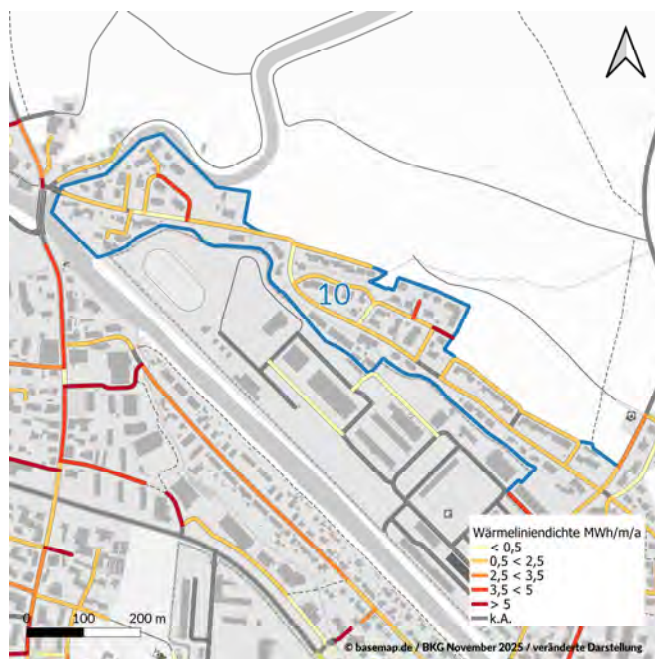 10
Wärmeliniendichte MWh/m/a
< 0,5
0,5 < 2,5
2,5 < 3,5
3,5 < 5
> 5
k.A.
0 100 200 m
© basemap.de / BKG November 2025 / veränderte Darstellung